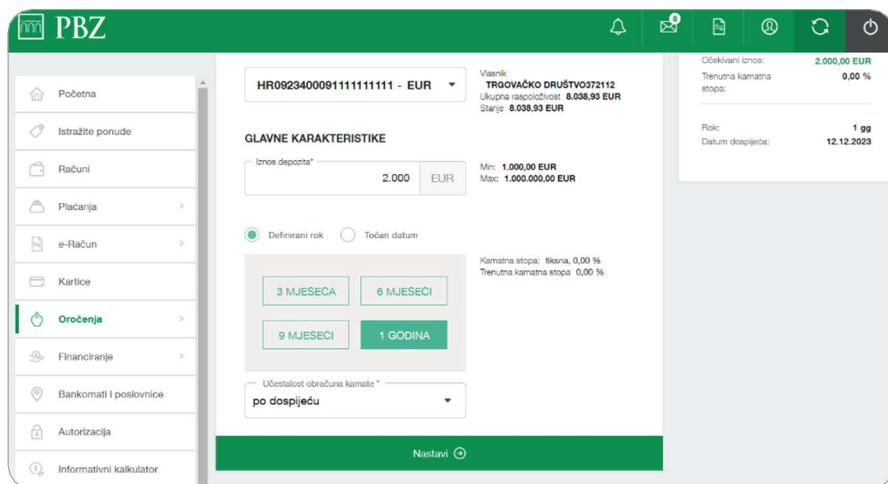 PBZ
8
Početna
Istražite ponude
Računi
Plaćanja
e-Račun
Kartice
Oročenja
Financiranje
Bankomati i poslovnice
Autorizacija
Informativni kalkulator
HR0923400091111111111 - EUR
Vlasnik
TRGOVAČKO DRUŠTVO372112
Ukupna raspoloživost 8.038,93 EUR
Stanje 8.038,93 EUR
GLAVNE KARAKTERISTIKE
Iznos depozita*
2.000 EUR
Min: 1.000,00 EUR
Max: 1.000.000,00 EUR
Definirani rok Točan datum
Kamatna stopa: fiksna, 0,00 %
Trenutna kamatna stopa 0,00 %
3 MJESECA 6 MJESECI
9 MJESECI 1 GODINA
Učestalost obračuna kamate *
po dospijeću
Nastavi
Očekivani iznos: 2.000,00 EUR
Trenutna kamatna 0,00 %
stopa:
Rok: 1 gg
Datum dospijeća: 12.12.2023